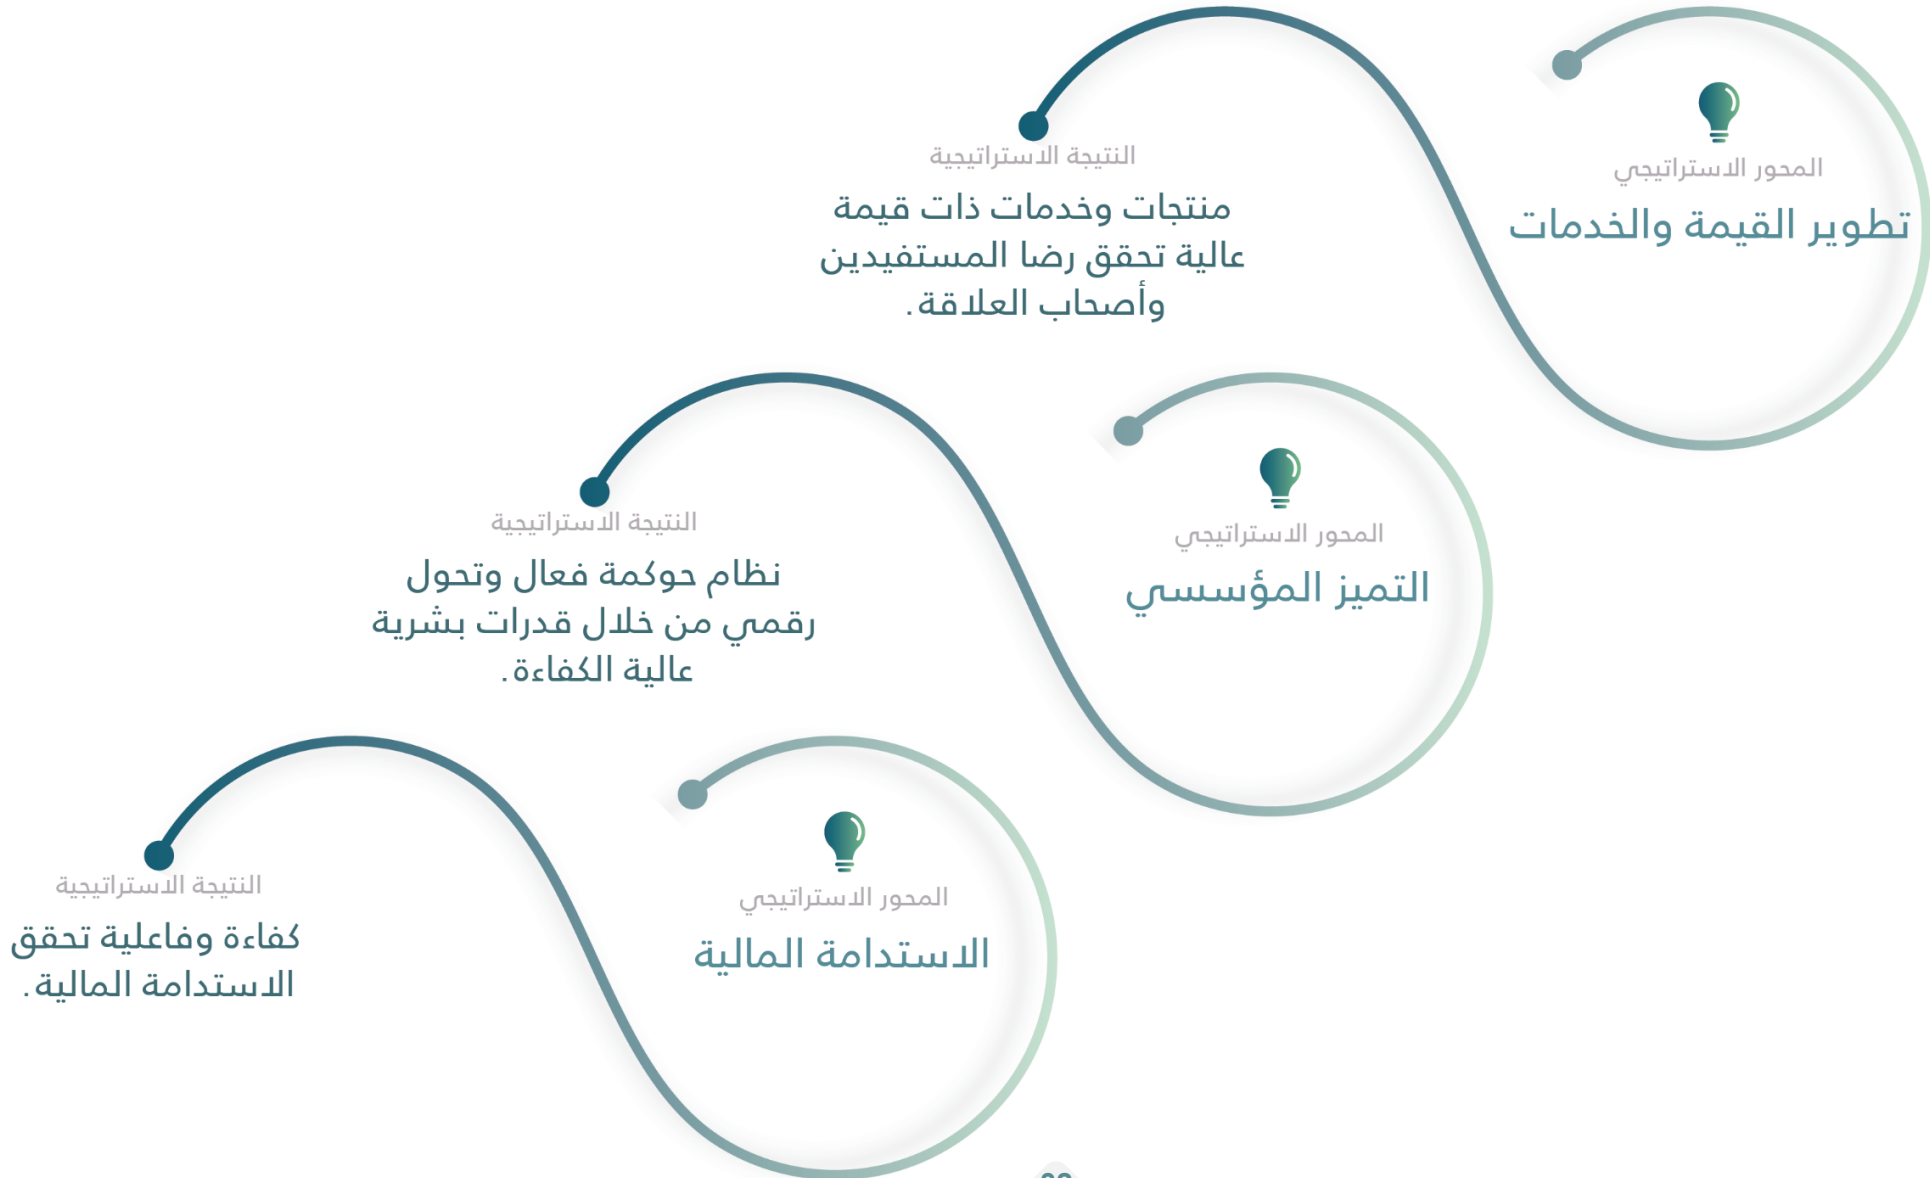 المحور الاستراتيجي
تطوير القيمة والخدمات
النتيجة الاستراتيجية
منتجات وخدمات ذات قيمة
عالية تحقق رضا المستفيدين
وأصحاب العلاقة.
المحور الاستراتيجي
التميز المؤسسي
النتيجة الاستراتيجية
نظام حوكمة فعال وتحول
رقمي من خلال قدرات بشرية
عالية الكفاءة.
المحور الاستراتيجي
الاستدامة المالية
النتيجة الاستراتيجية
كفاءة وفاعلية تحقق
الاستدامة المالية.